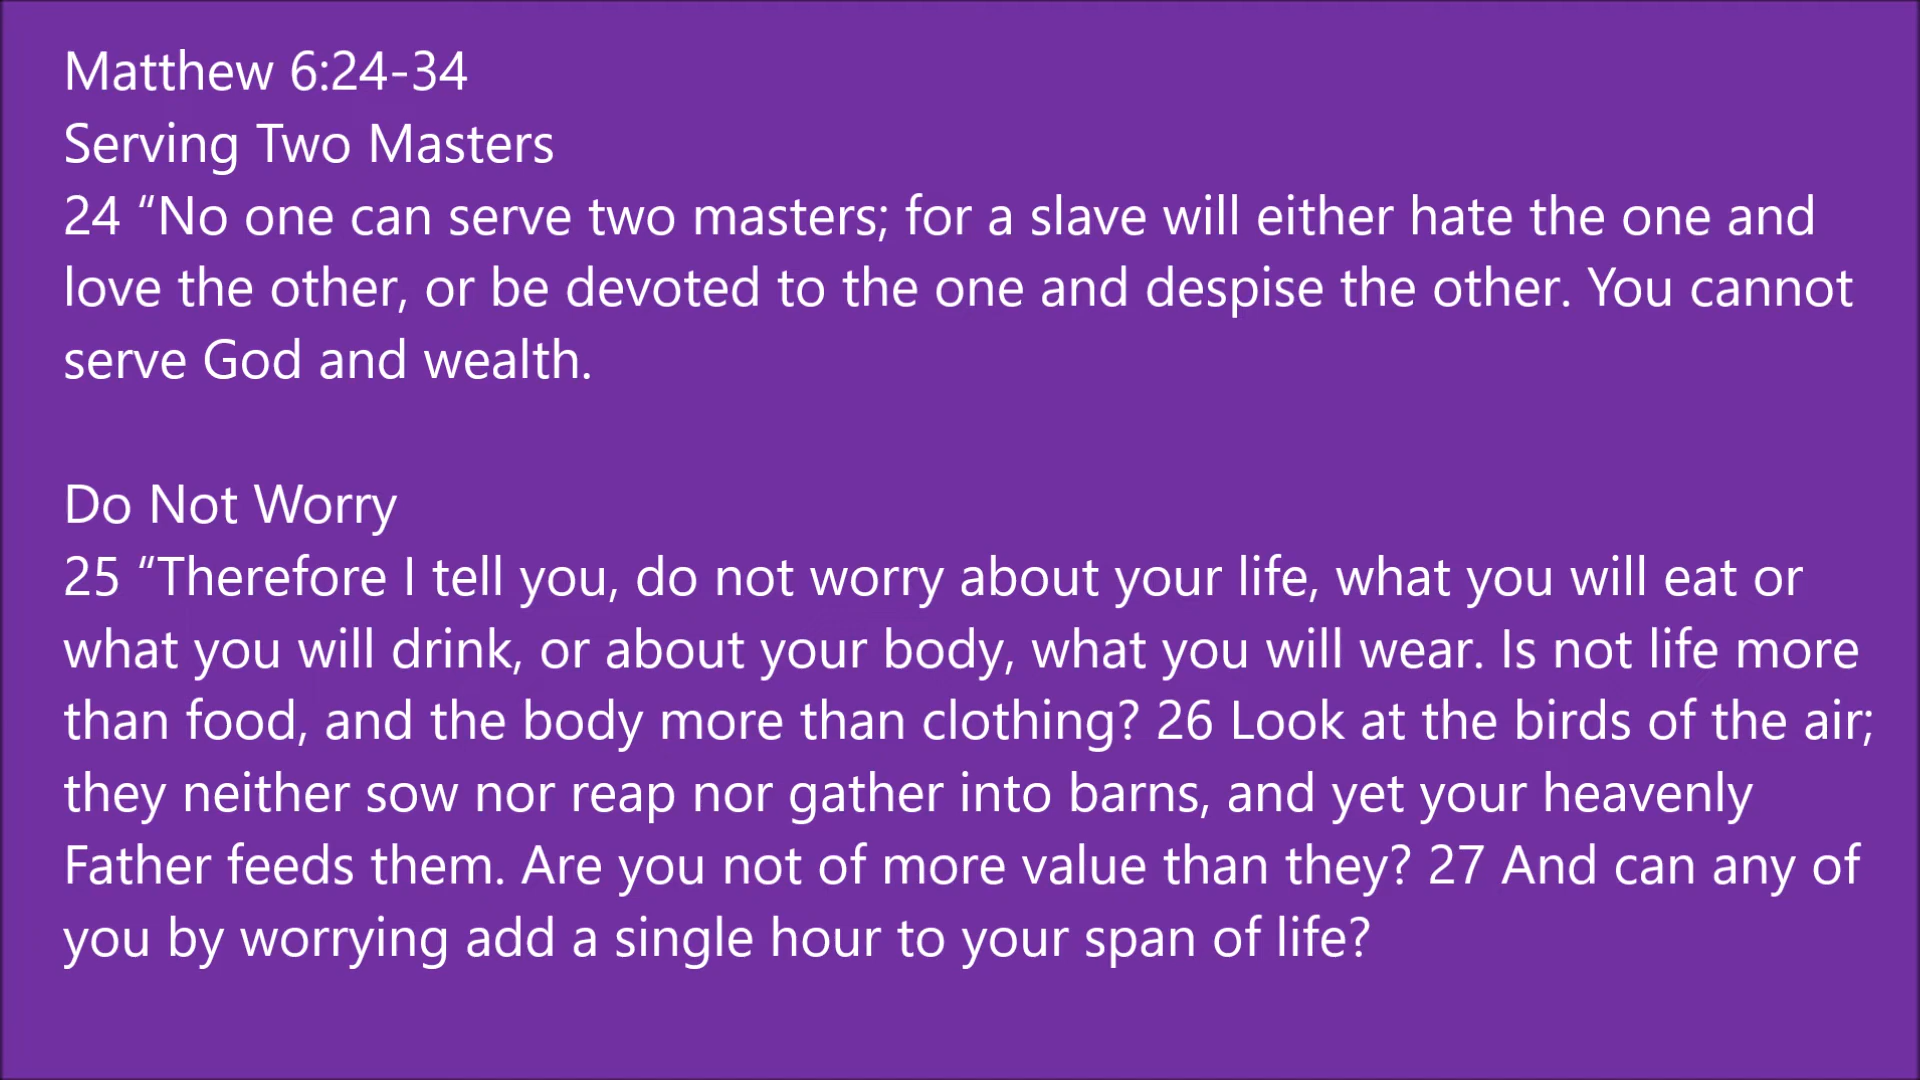 Matthew 6:24-34
Serving Two Masters
24 “No one can serve two masters; for a slave will either hate the one and
love the other, or be devoted to the one and despise the other. You cannot
serve God and wealth.
Do Not Worry
25 “Therefore I tell you, do not worry about your life, what you will eat or
what you will drink, or about your body, what you will wear. Is not life more
than food, and the body more than clothing? 26 Look at the birds of the air;
they neither sow nor reap nor gather into barns, and yet your heavenly
Father feeds them. Are you not of more value than they? 27 And can any of
you by worrying add a single hour to your span of life?